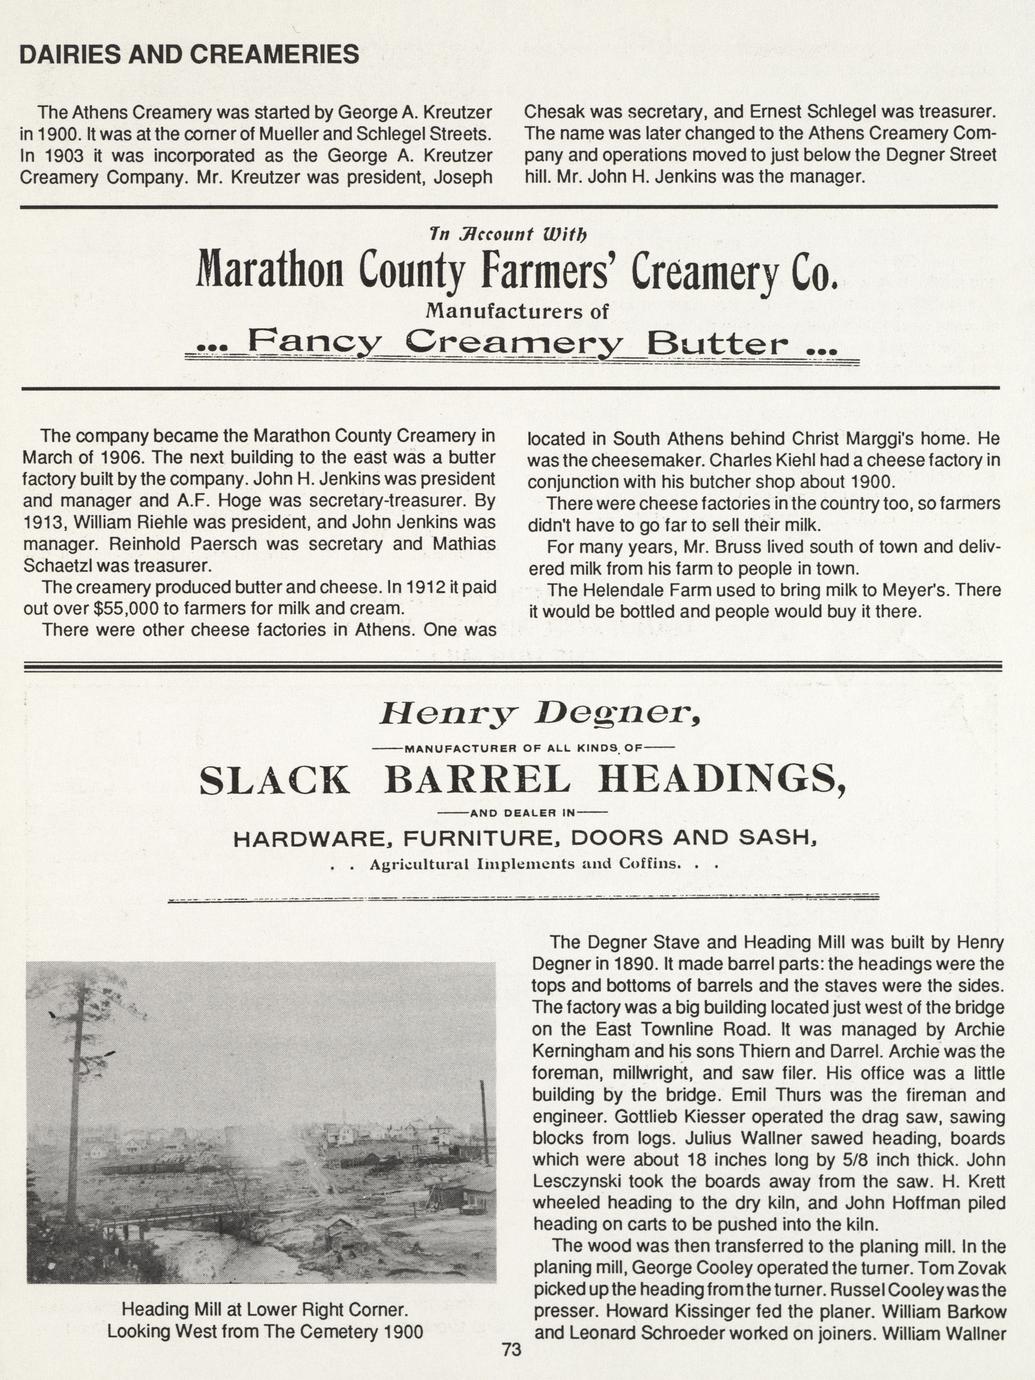 DAIRIES AND CREAMERIES
The Athens Creamery was started by George A. Kreutzer
in 1900. It was at the corner of Mueller and Schlegel Streets.
In 1903 it was incorporated as the George A. Kreutzer
Creamery Company. Mr. Kreutzer was president, Joseph
Chesak was secretary, and Ernest Schlegel was treasurer.
The name was later changed to the Athens Creamery Com-
pany and operations moved to just below the Degner Street
hill. Mr. John H. Jenkins was the manager.
In Account With
Marathon County Farmers' Creamery Co.
Manufacturers of
... Fancy Creamery Butter ...
The company became the Marathon County Creamery in
March of 1906. The next building to the east was a butter
factory built by the company. John H. Jenkins was president
and manager and A.F. Hoge was secretary-treasurer. By
1913, William Riehle was president, and John Jenkins was
manager. Reinhold Paersch was secretary and Mathias
Schaetzl was treasurer.
The creamery produced butter and cheese. In 1912 it paid
out over $55,000 to farmers for milk and cream.
There were other cheese factories in Athens. One was
located in South Athens behind Christ Marggi's home. He
was the cheesemaker. Charles Kiehl had a cheese factory in
conjunction with his butcher shop about 1900.
There were cheese factories in the country too, so farmers
didn't have to go far to sell their milk.
For many years, Mr. Bruss lived south of town and deliv-
ered milk from his farm to people in town.
The Helendale Farm used to bring milk to Meyer's. There
it would be bottled and people would buy it there.
Henry Degner,
MANUFACTURER OF ALL KINDS OF
SLACK BARREL HEADINGS,
AND DEALER IN
HARDWARE, FURNITURE, DOORS AND SASH,
. . Agricultural Implements and Coffins. . .
Heading Mill at Lower Right Corner.
Looking West from The Cemetery 1900
The Degner Stave and Heading Mill was built by Henry
Degner in 1890. It made barrel parts: the headings were the
tops and bottoms of barrels and the staves were the sides.
The factory was a big building located just west of the bridge
on the East Townline Road. It was managed by Archie
Kerningham and his sons Thiern and Darrel. Archie was the
foreman, millwright, and saw filer. His office was a little
building by the bridge. Emil Thurs was the fireman and
engineer. Gottlieb Kiesser operated the drag saw, sawing
blocks from logs. Julius Wallner sawed heading, boards
which were about 18 inches long by 5/8 inch thick. John
Lesczynski took the boards away from the saw. H. Krett
wheeled heading to the dry kiln, and John Hoffman piled
heading on carts to be pushed into the kiln.
The wood was then transferred to the planing mill. In the
planing mill, George Cooley operated the turner. Tom Zovak
picked up the heading from the turner. Russel Cooley was the
presser. Howard Kissinger fed the planer. William Barkow
and Leonard Schroeder worked on joiners. William Wallner
73